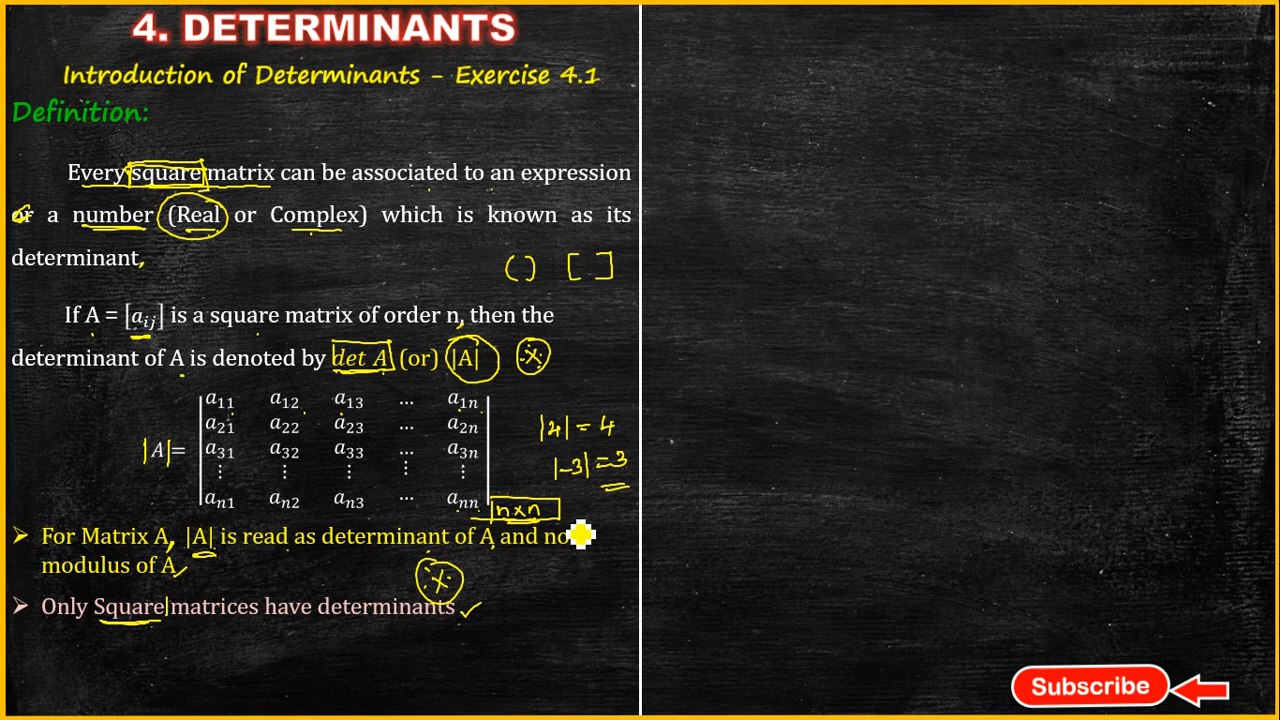 4. DETERMINANTS
Introduction of Determinants - Exercise 4.1
Definition:
Every square matrix can be associated to an expression
or a number (Real or Complex) which is known as its
determinant,
( ) [ ]
If A = [aᵢⱼ] is a square matrix of order n, then the
determinant of A is denoted by det A (or) |A|
a₁₁ a₁₂ a₁₃ ... a₁ₙ
a₂₁ a₂₂ a₂₃ ... a₂ₙ
|A| = a₃₁ a₃₂ a₃₃ ... a₃ₙ
⋮ ⋮ ⋮ ⋮ ⋮
aₙ₁ aₙ₂ aₙ₃ ... aₙₙ
n×n
|4| = 4
|-3| = 3
➢ For Matrix A, |A| is read as determinant of A and no
modulus of A
➢ Only Square matrices have determinants
Subscribe